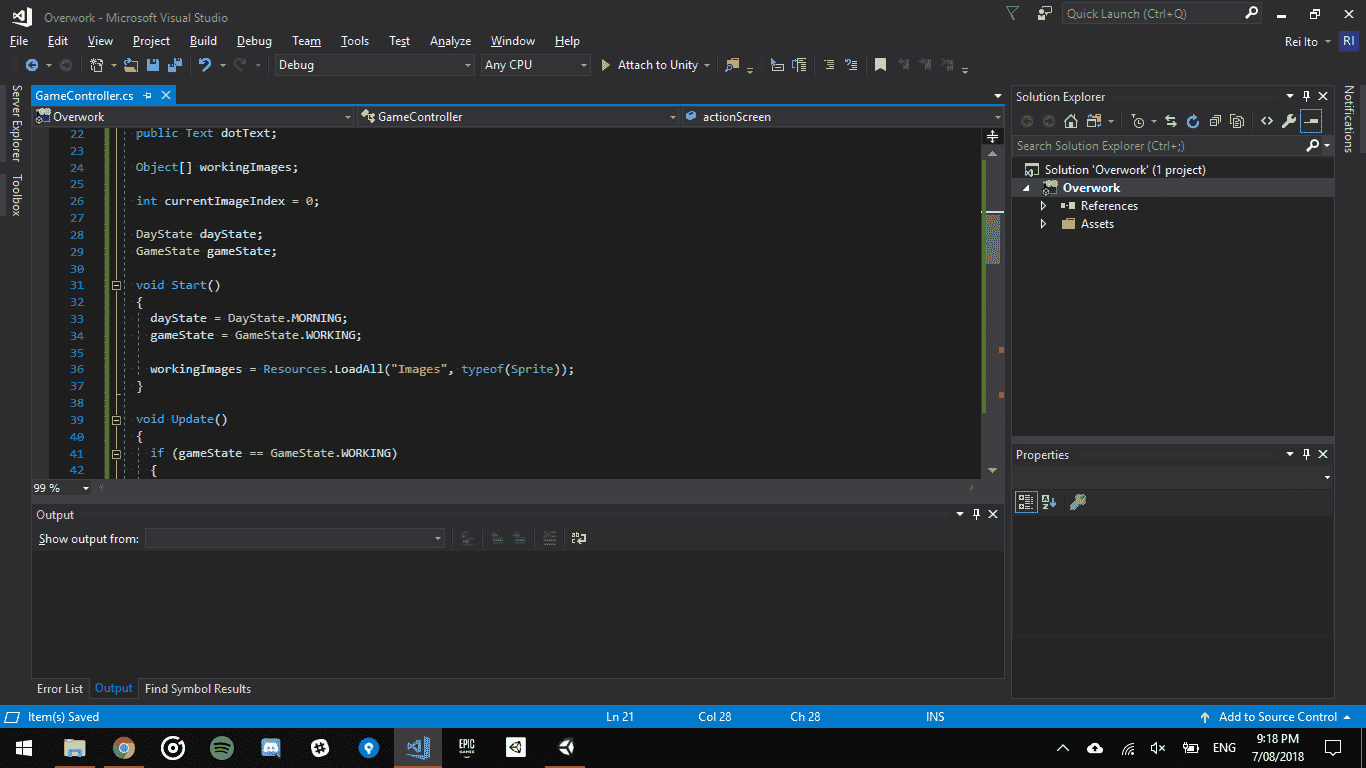 Overwork - Microsoft Visual Studio
Quick Launch (Ctrl+Q)
File Edit View Project Build Debug Team Tools Test Analyze Window Help
Rei Ito RI
Debug Any CPU Attach to Unity
Server Explorer
Toolbox
GameController.cs
Overwork GameController actionScreen
22 public Text dotText;
23
24 Object[] workingImages;
25
26 int currentImageIndex = 0;
27
28 DayState dayState;
29 GameState gameState;
30
31 void Start()
32 {
33 dayState = DayState.MORNING;
34 gameState = GameState.WORKING;
35
36 workingImages = Resources.LoadAll("Images", typeof(Sprite));
37 }
38
39 void Update()
40 {
41 if (gameState == GameState.WORKING)
42 {
99 %
Output
Show output from:
Error List Output Find Symbol Results
Solution Explorer
Search Solution Explorer (Ctrl+;)
Solution 'Overwork' (1 project)
Overwork
References
Assets
Properties
Notifications
Item(s) Saved Ln 21 Col 28 Ch 28 INS Add to Source Control
EPIC
GAMES
ENG
9:18 PM
7/08/2018